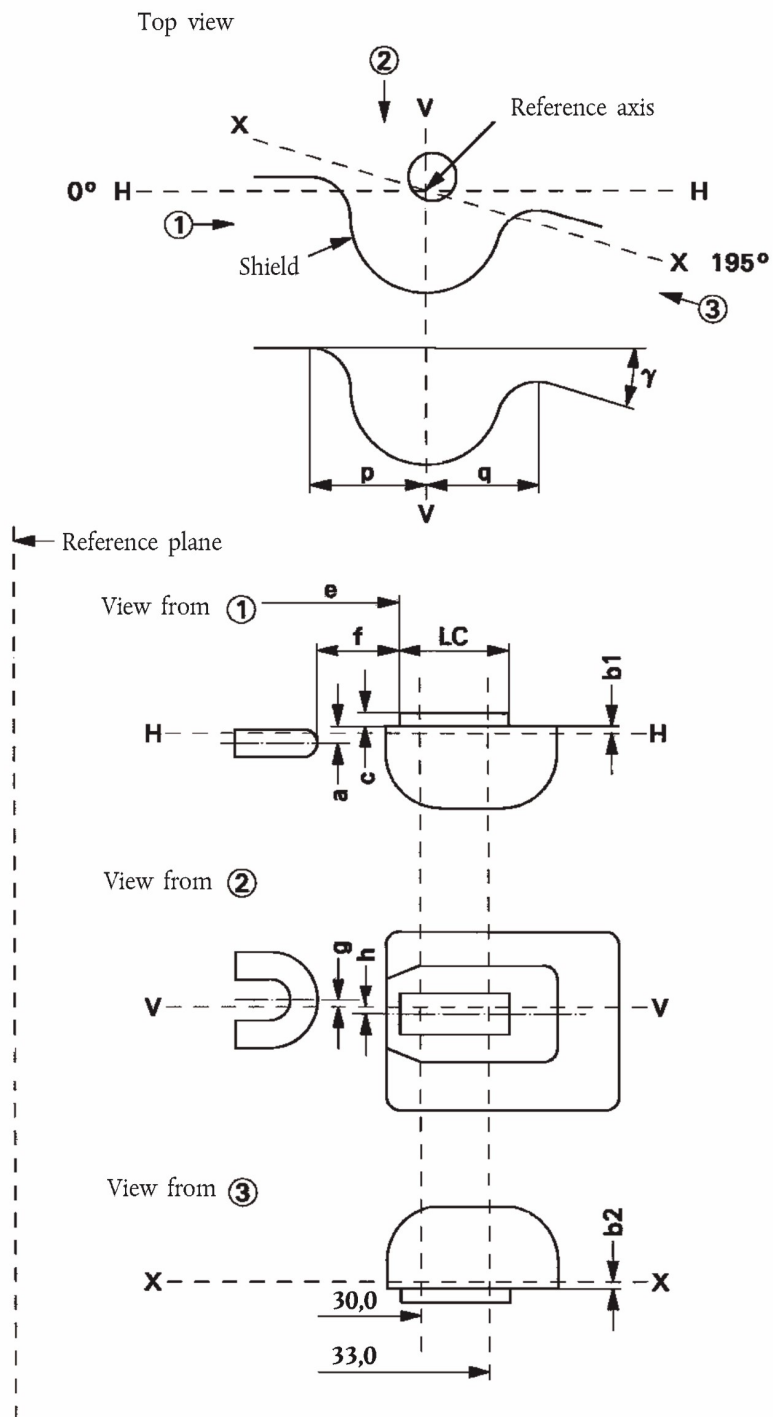 Top view
②
V
Reference axis
X
0° H H
①
Shield
X 195°
③
γ
p q
V
Reference plane
e
View from ①
f LC b1
H H
a c
View from ②
g h
V V
View from ③
b2
X X
30,0
33,0